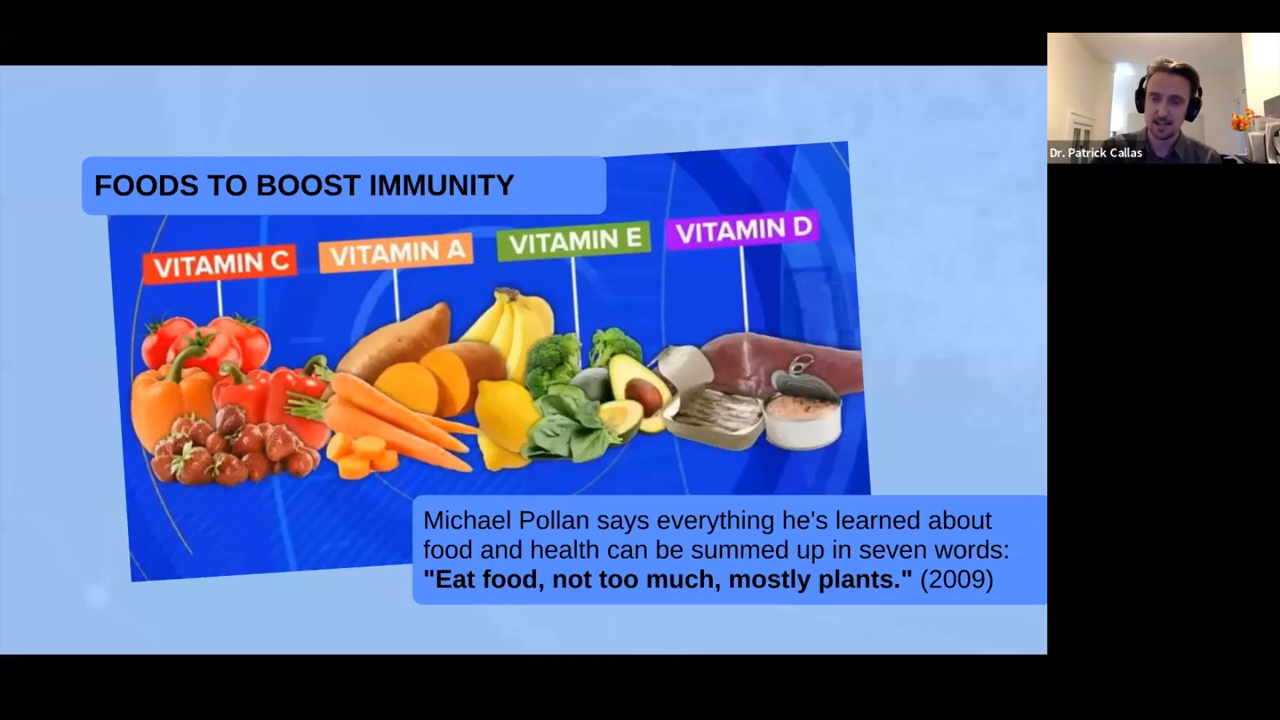 FOODS TO BOOST IMMUNITY
VITAMIN C
VITAMIN A
VITAMIN E
VITAMIN D
Michael Pollan says everything he's learned about
food and health can be summed up in seven words:
"Eat food, not too much, mostly plants." (2009)
Dr. Patrick Callas